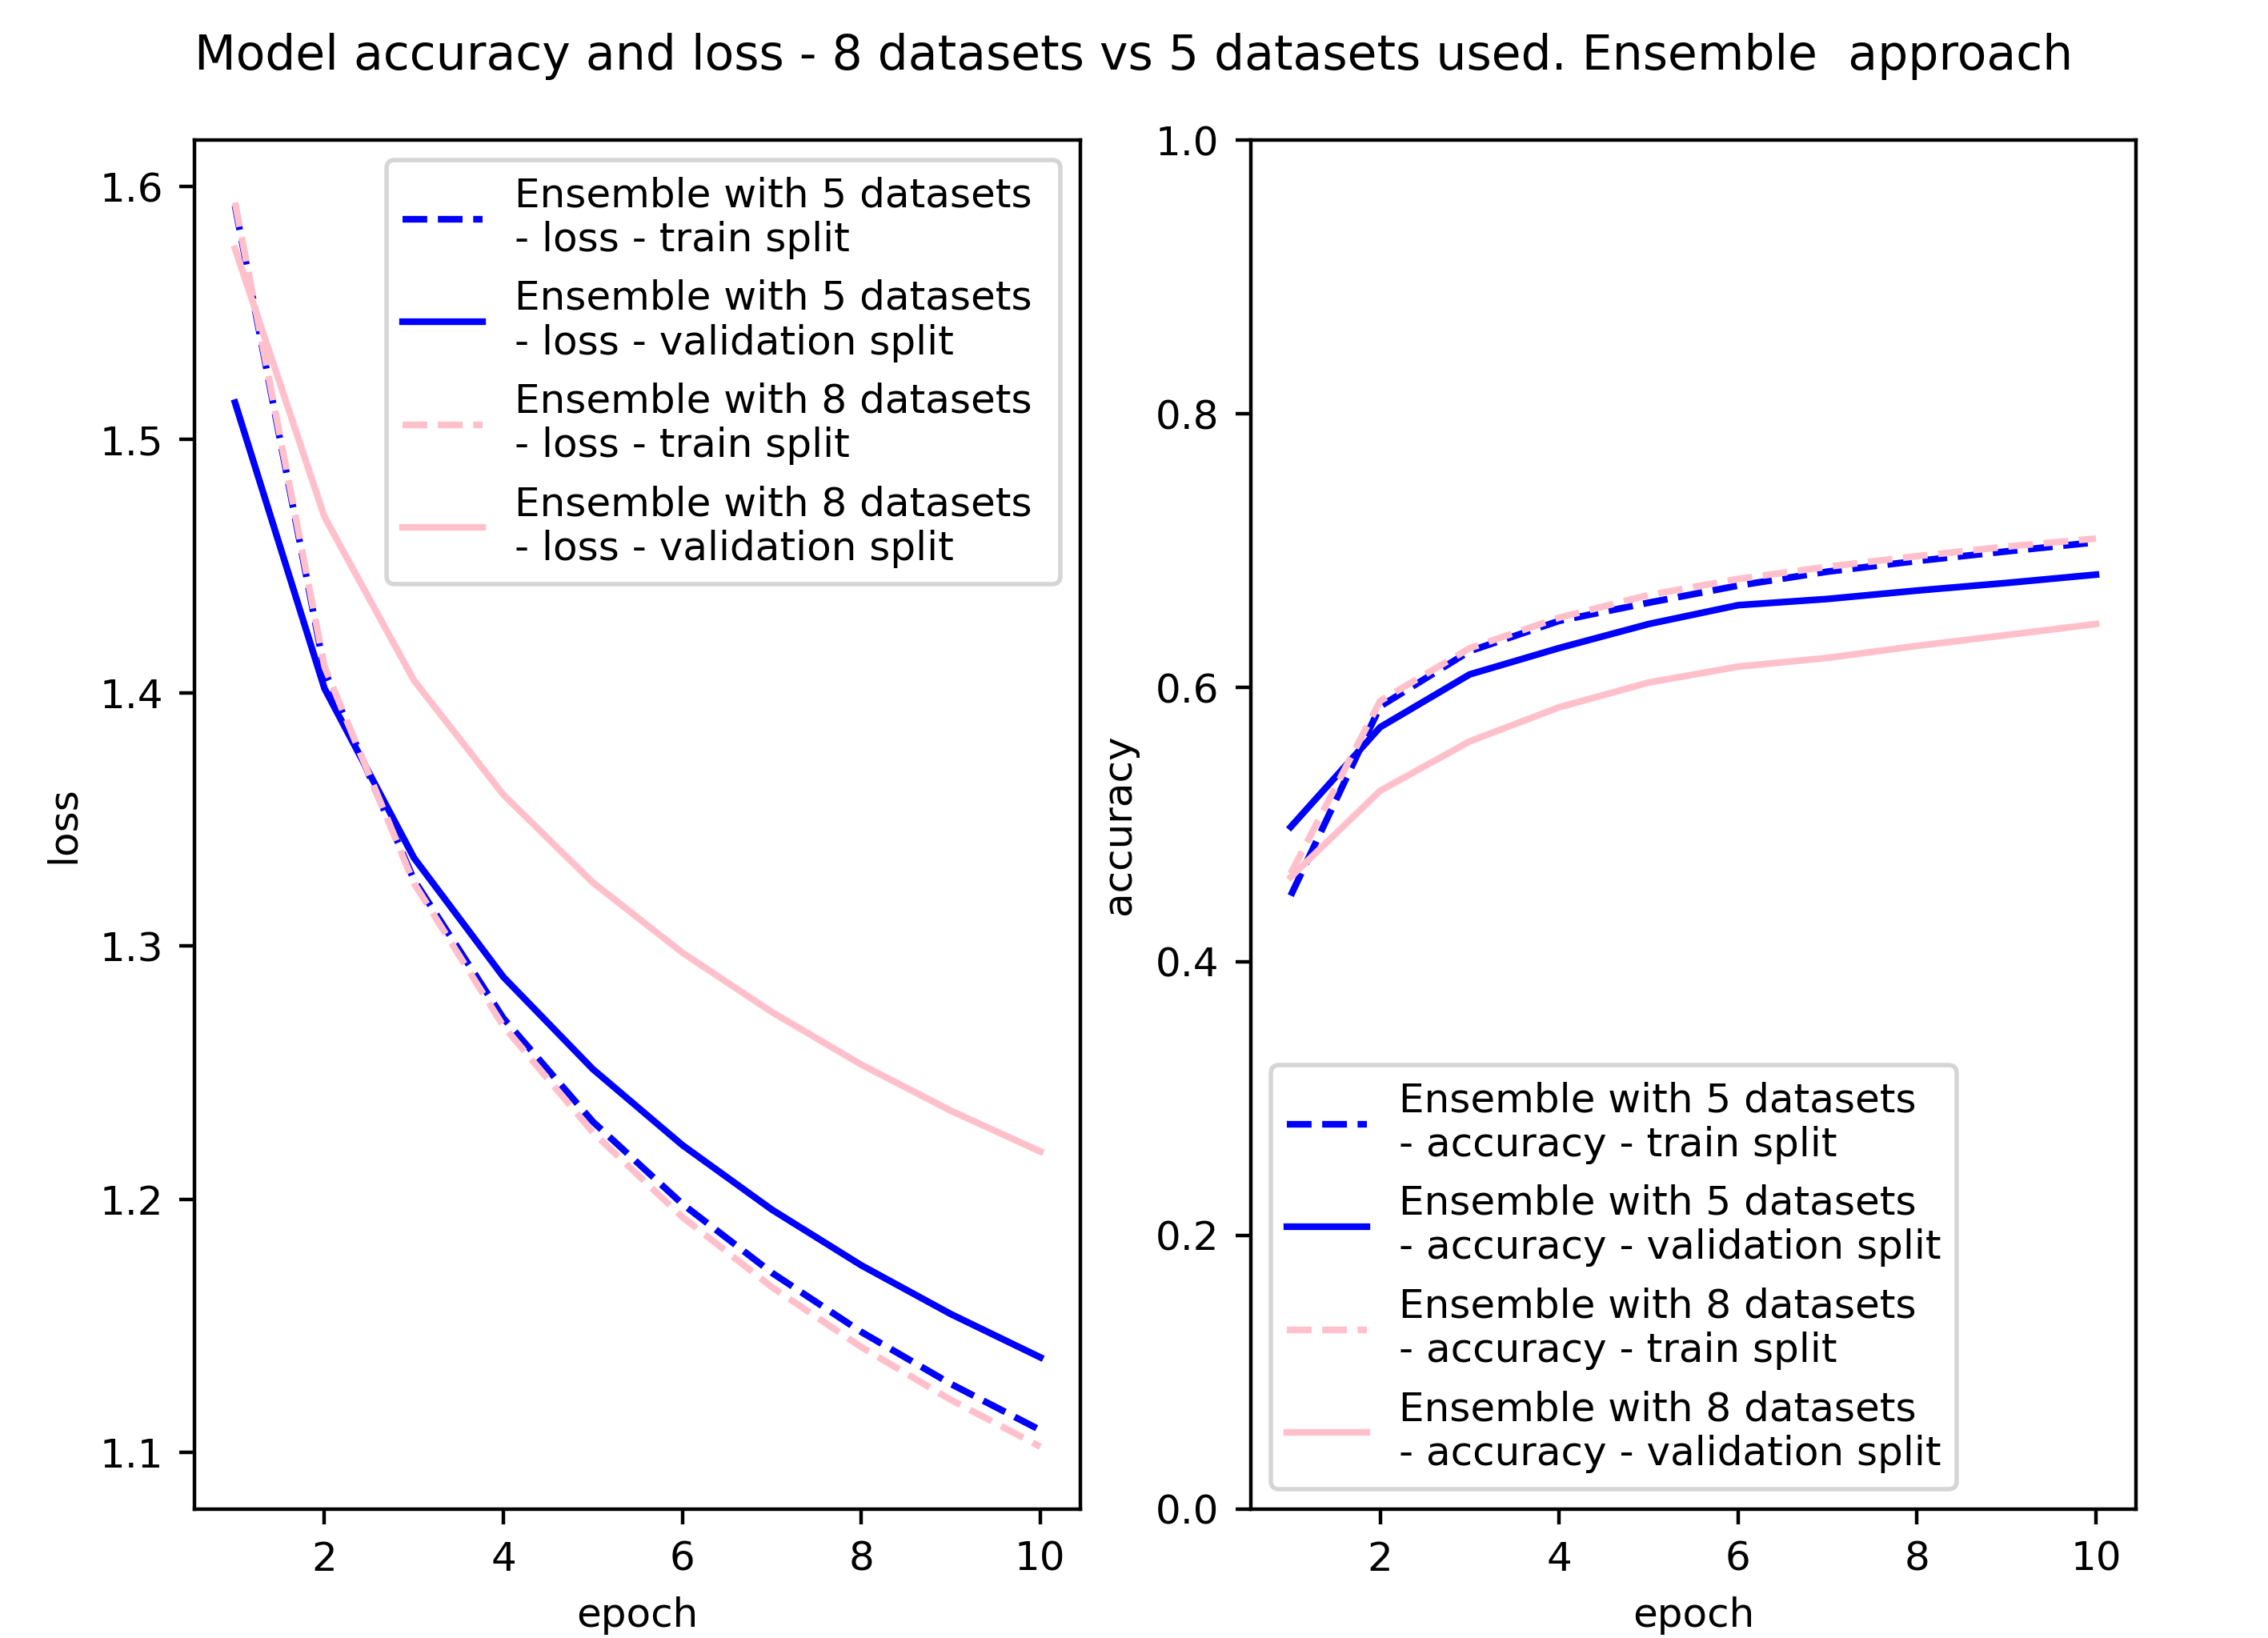 Model accuracy and loss - 8 datasets vs 5 datasets used. Ensemble  approach
1.6
1.5
1.4
1.3
1.2
1.1
loss
2 4 6 8 10
epoch
Ensemble with 5 datasets
- loss - train split
Ensemble with 5 datasets
- loss - validation split
Ensemble with 8 datasets
- loss - train split
Ensemble with 8 datasets
- loss - validation split
1.0
0.8
0.6
0.4
0.2
0.0
accuracy
2 4 6 8 10
epoch
Ensemble with 5 datasets
- accuracy - train split
Ensemble with 5 datasets
- accuracy - validation split
Ensemble with 8 datasets
- accuracy - train split
Ensemble with 8 datasets
- accuracy - validation split